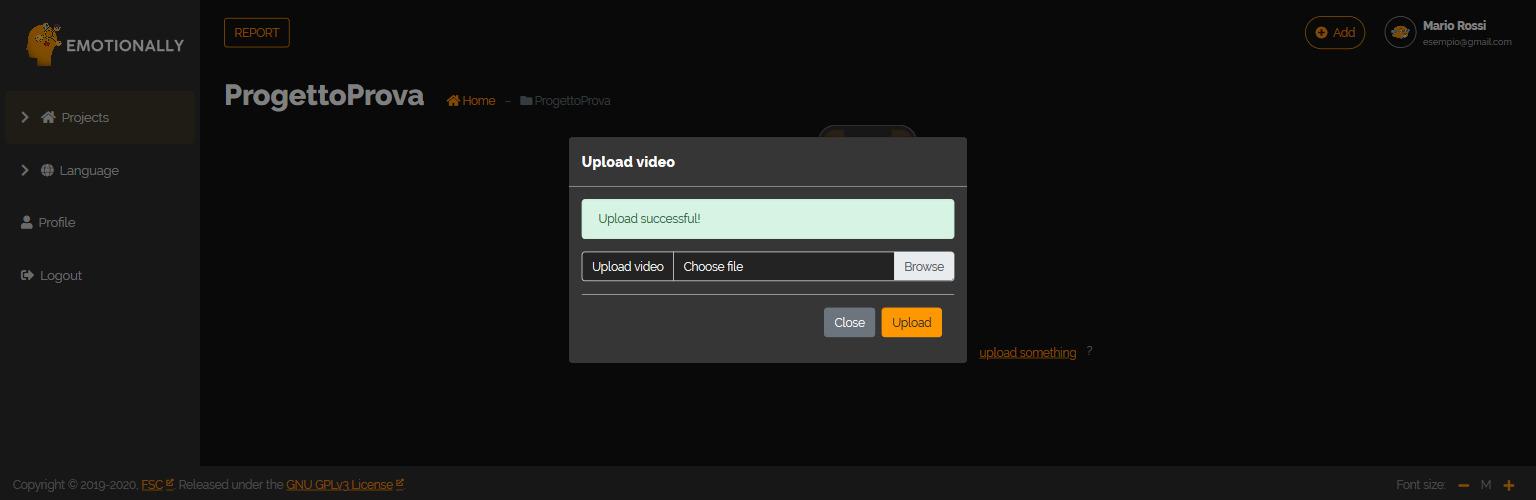 EMOTIONALLY
REPORT
Add
Mario Rossi
esempio@gmail.com
ProgettoProva
Home – ProgettoProva
Projects
Language
Profile
Logout
Upload video
Upload successful!
Upload video Choose file Browse
Close Upload
upload something ?
Copyright © 2019-2020, FSC. Released under the GNU GPLv3 License
Font size: M